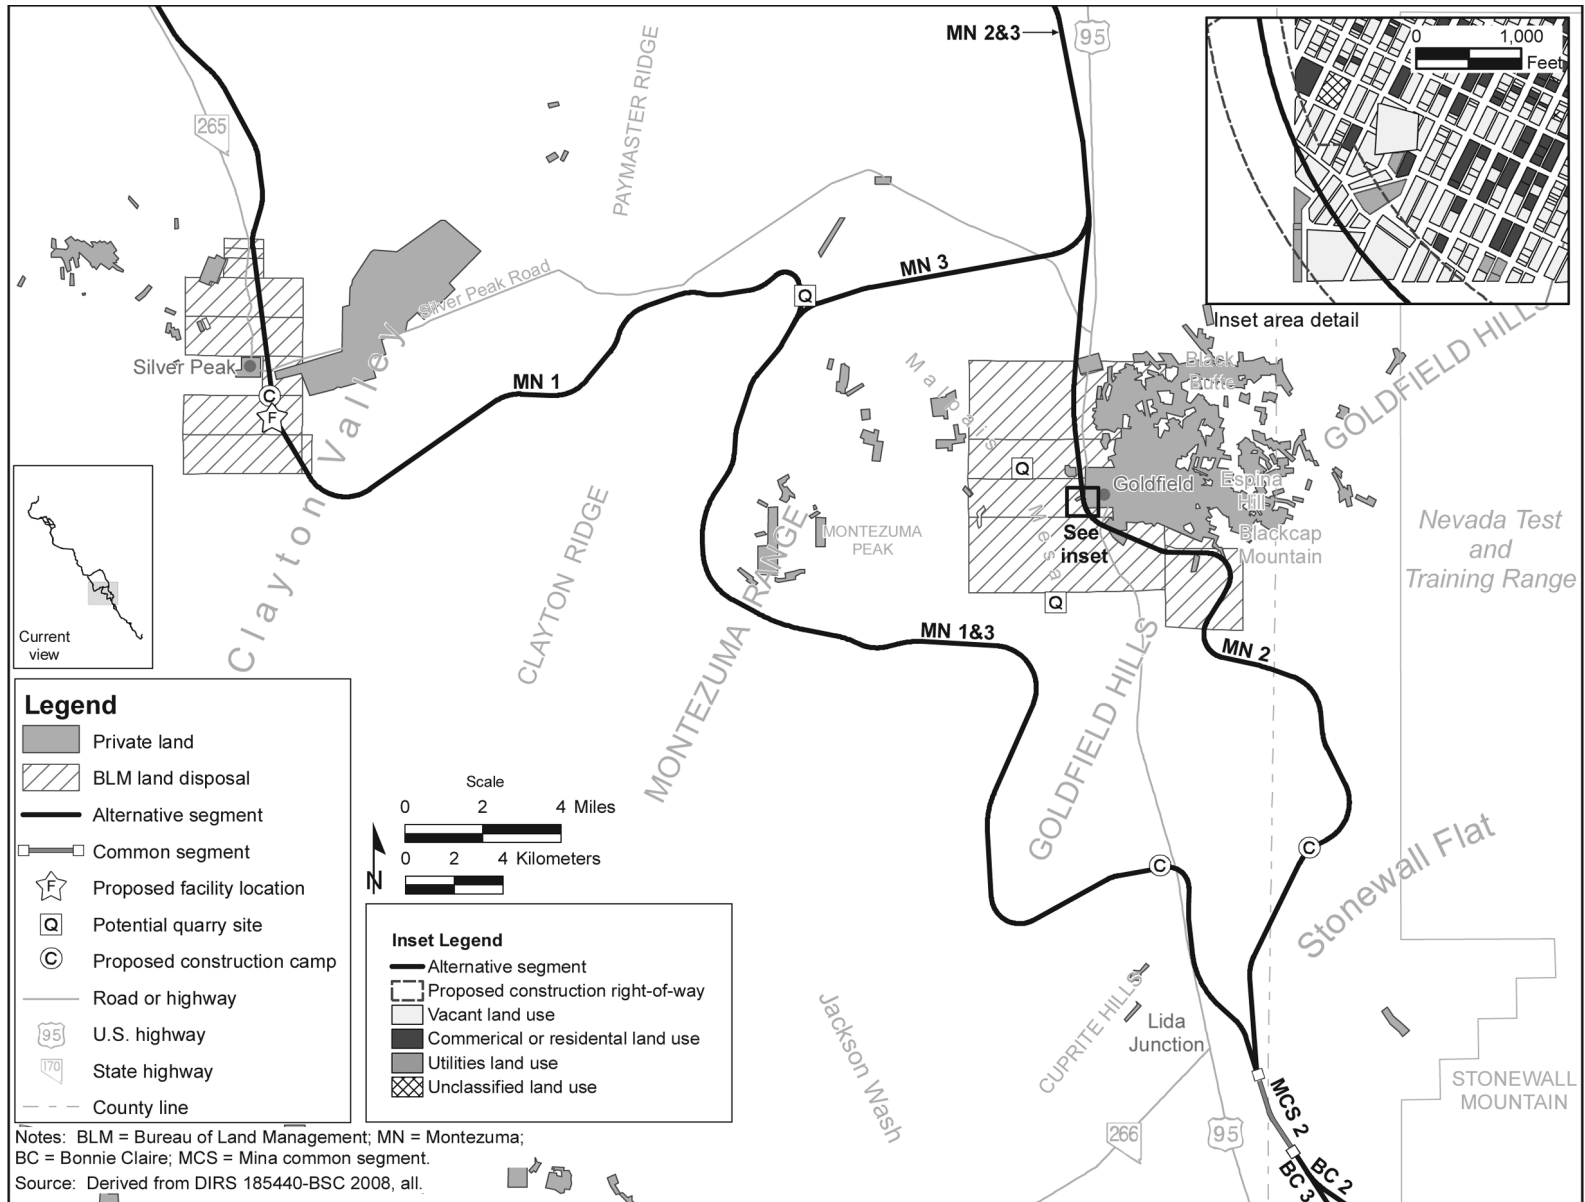 MN 2&3
95
265
PAYMASTER RIDGE
0 1,000
Feet
Inset area detail
MN 3
Q
Silver Peak Road
MN 1
Silver Peak
C
F
Clayton Valley
Malpais Mesa
Black
Butte
GOLDFIELD HILLS
Q
Goldfield
Espina
Hill
See
inset
Blackcap
Mountain
MONTEZUMA
PEAK
Nevada Test
and
Training Range
CLAYTON RIDGE
MONTEZUMA RANGE
Q
MN 1&3
MN 2
GOLDFIELD HILLS
Current
view
Legend
Private land
BLM land disposal
Alternative segment
Common segment
F Proposed facility location
Q Potential quarry site
C Proposed construction camp
Road or highway
95 U.S. highway
170 State highway
County line
Scale
0 2 4 Miles
0 2 4 Kilometers
N
Inset Legend
Alternative segment
Proposed construction right-of-way
Vacant land use
Commerical or residental land use
Utilities land use
Unclassified land use
C
C
Stonewall Flat
Jackson Wash
CUPRITE HILLS
Lida
Junction
STONEWALL
MOUNTAIN
266
95
MCS 2
BC 2
BC 3
Notes: BLM = Bureau of Land Management; MN = Montezuma;
BC = Bonnie Claire; MCS = Mina common segment.
Source: Derived from DIRS 185440-BSC 2008, all.